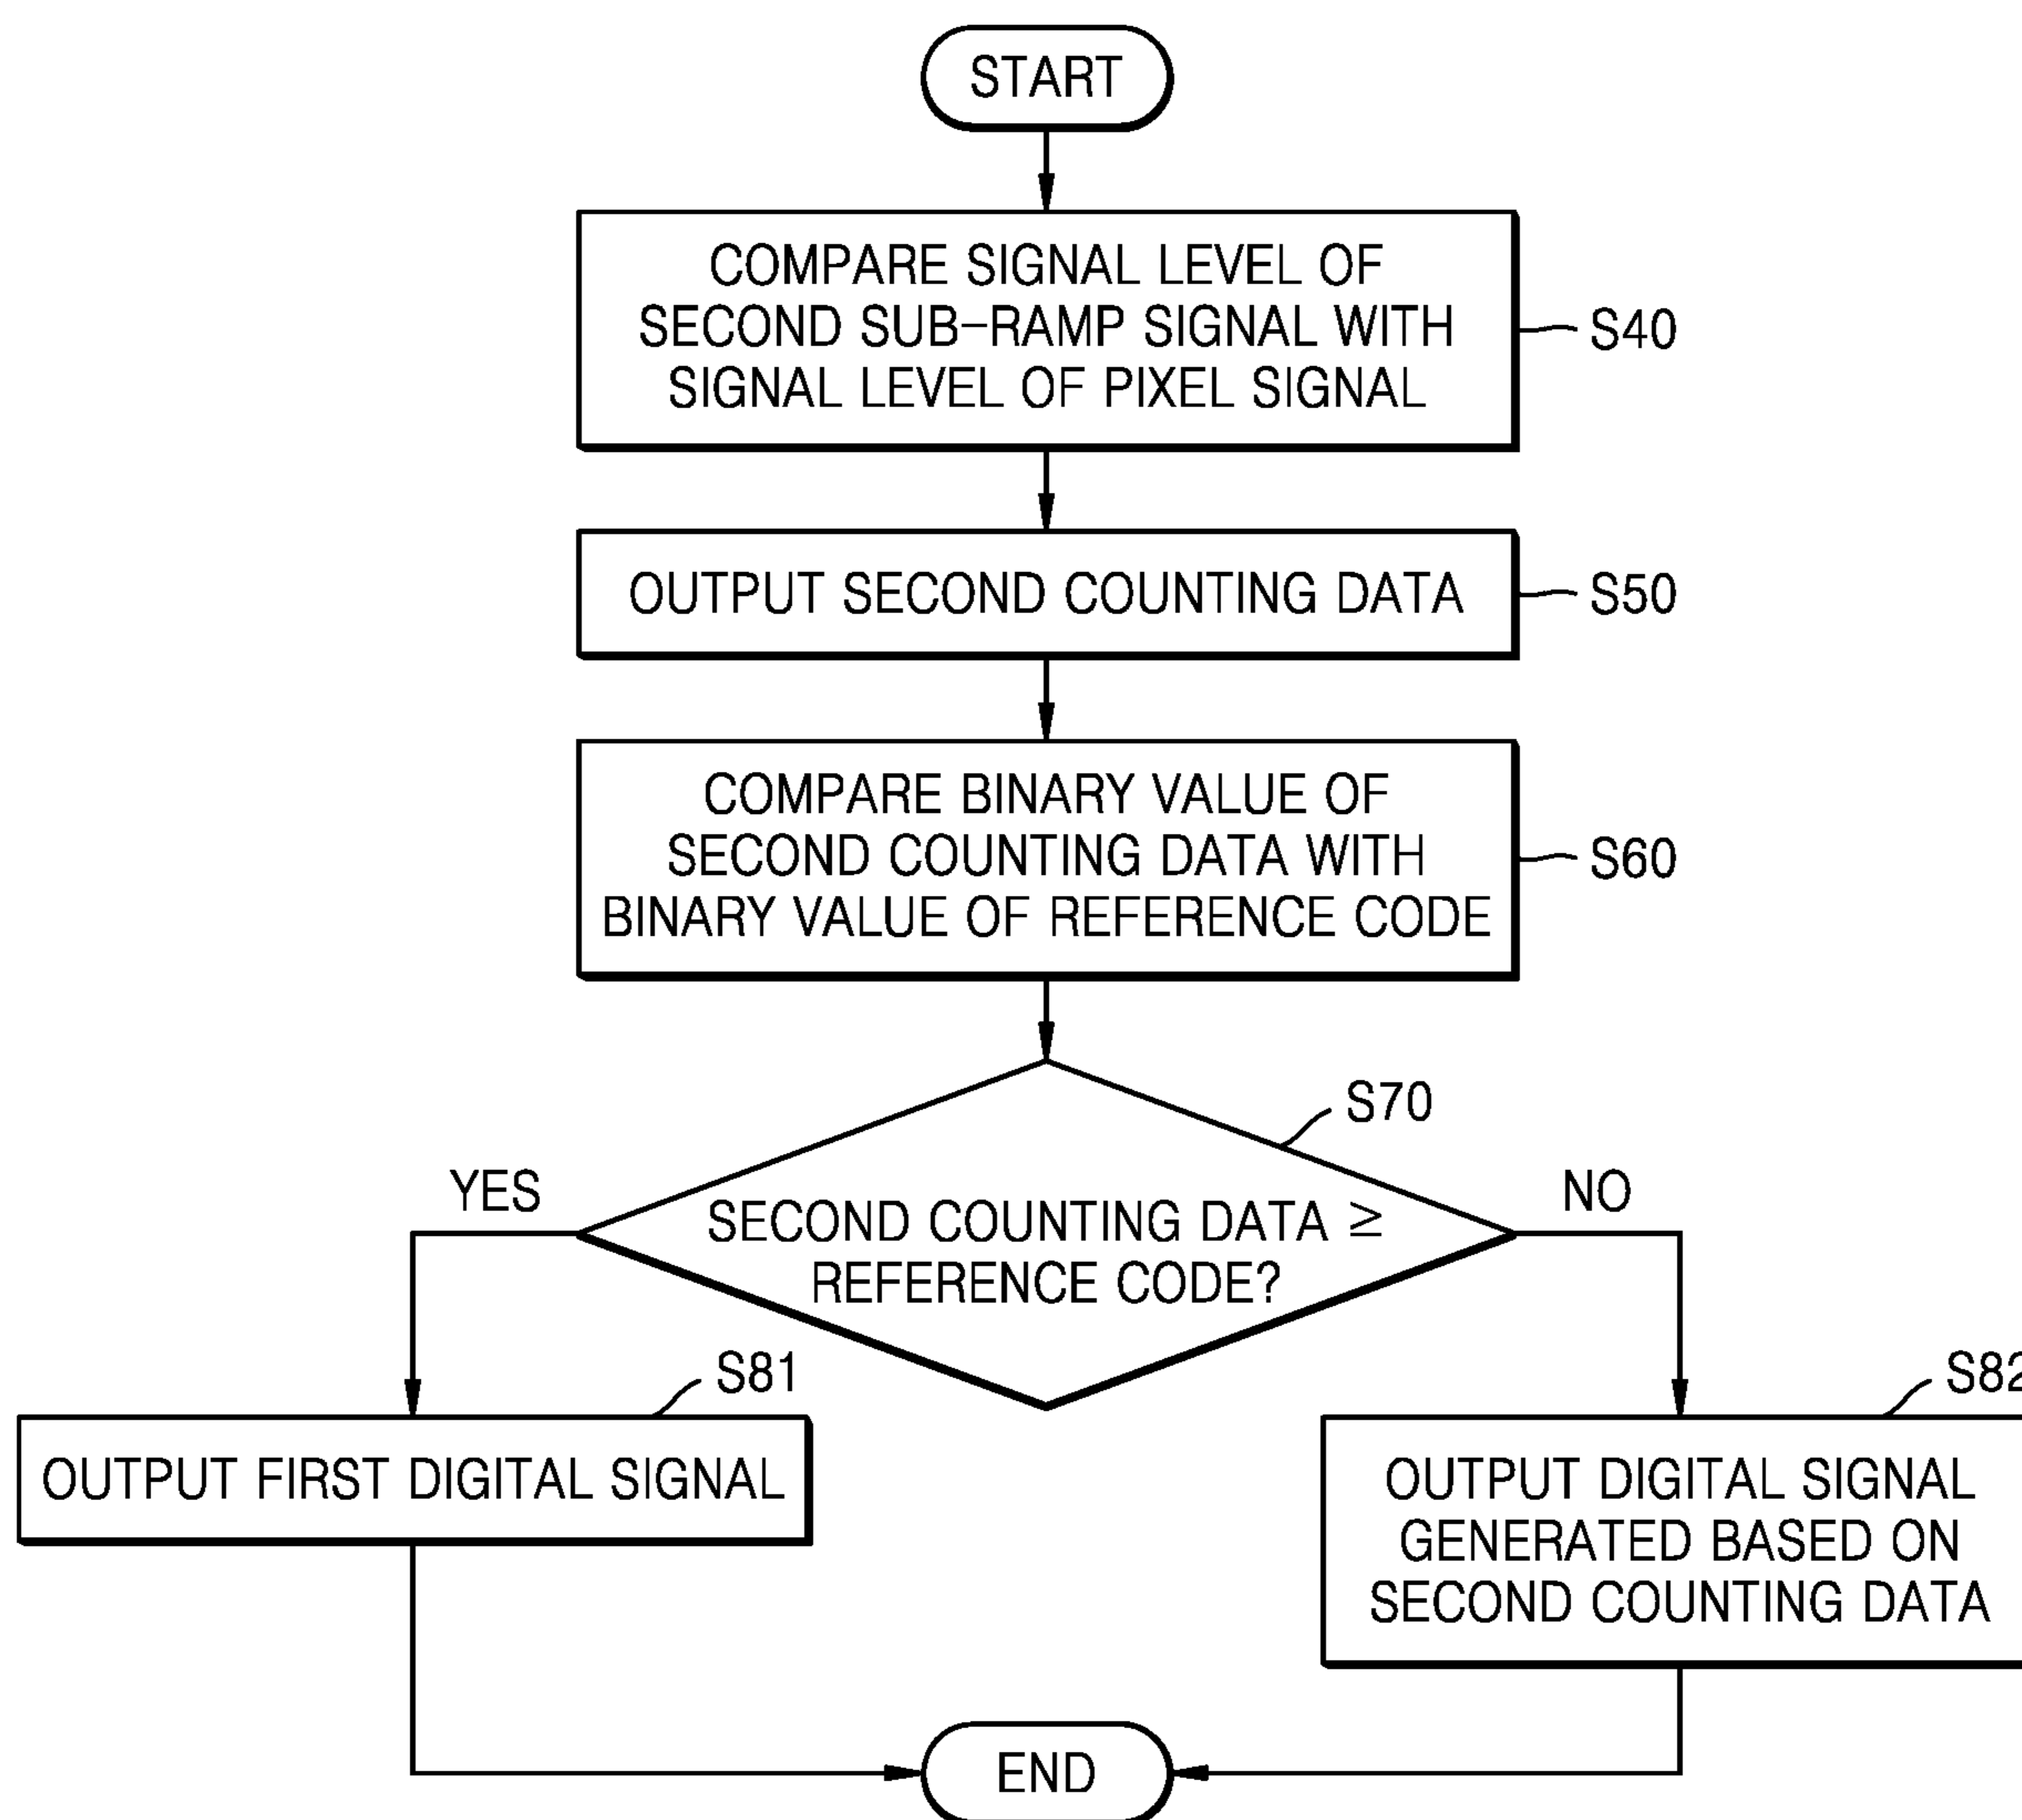 START
COMPARE SIGNAL LEVEL OF
SECOND SUB-RAMP SIGNAL WITH
SIGNAL LEVEL OF PIXEL SIGNAL
S40
OUTPUT SECOND COUNTING DATA
S50
COMPARE BINARY VALUE OF
SECOND COUNTING DATA WITH
BINARY VALUE OF REFERENCE CODE
S60
S70
YES
NO
SECOND COUNTING DATA ≥
REFERENCE CODE?
S81
S82
OUTPUT FIRST DIGITAL SIGNAL
OUTPUT DIGITAL SIGNAL
GENERATED BASED ON
SECOND COUNTING DATA
END